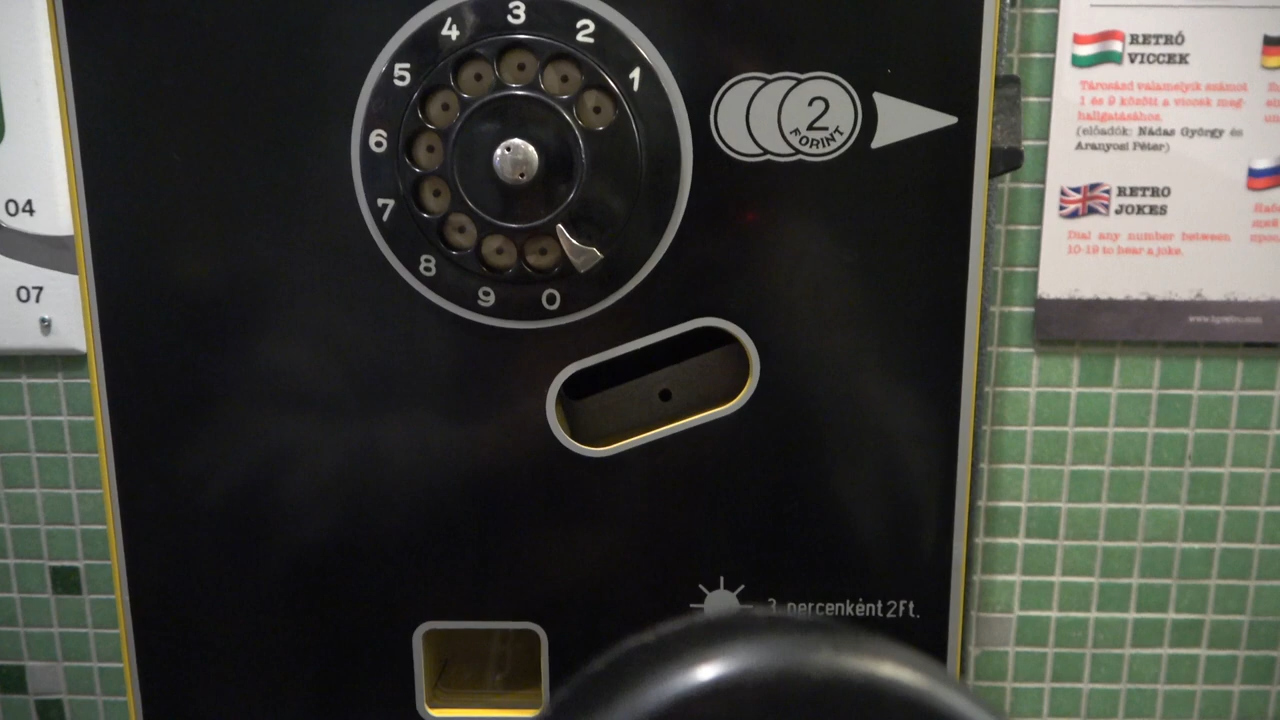 04
07
3
4
2
5
1
6
7
8
9
0
2
FORINT
3 percenként 2Ft.
RETRÓ
VICCEK
Tárcsázd valamelyik számot
1 és 9 között a viccek meg-
hallgatásához.
(előadók: Nádas György és
Aranyosi Péter)
RETRO
JOKES
Dial any number between
10-19 to hear a joke.